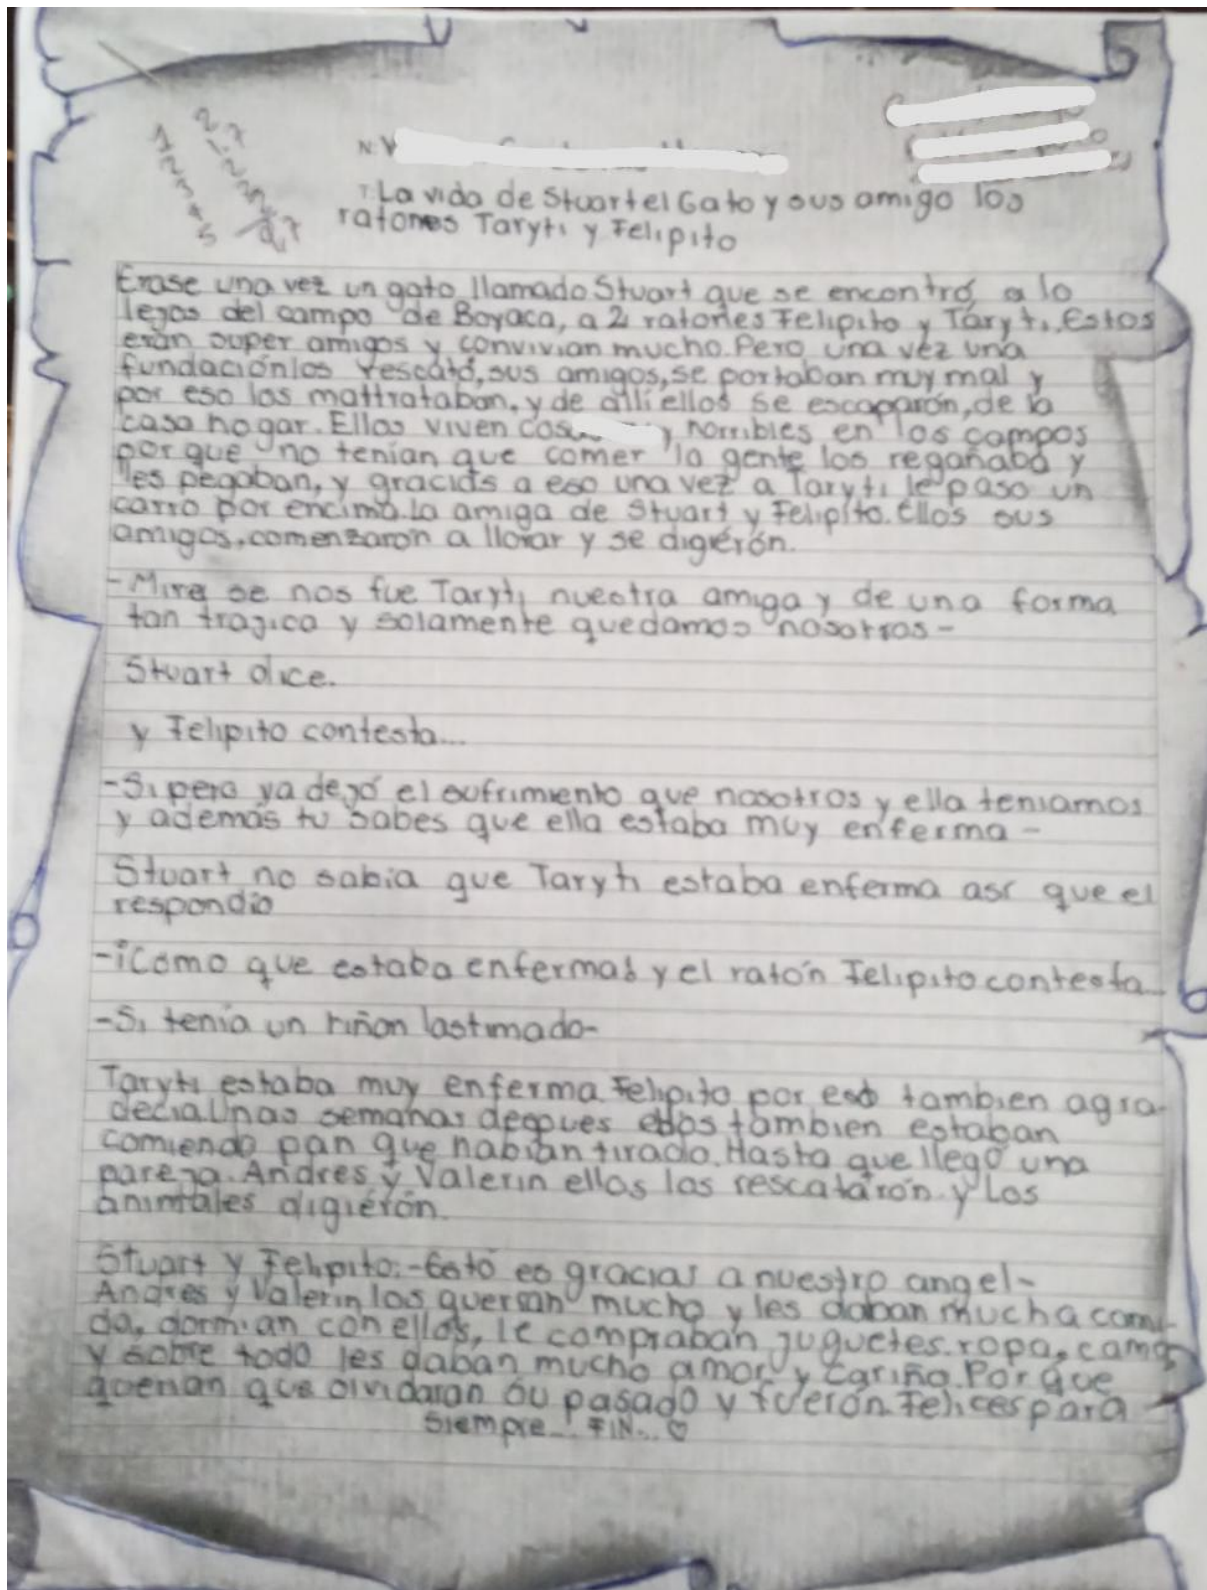 N:
T: La vida de Stuart el Gato y sus amigo los
ratones Taryti y Felipito
Erase una vez un gato llamado Stuart que se encontró, a lo
legos del campo de Boyaca, a 2 ratones Felipito y Taryti. Estos
eran super amigos y convivian mucho. Pero una vez una
fundaciónlos rescató, sus amigos, se portaban muy mal y
por eso los maltrataban, y de allí ellos se escaparón, de la
casa hogar. Ellos viven cosas y horribles en los campos
por que no tenían que comer la gente los regañaba y
les pegaban, y gracias a eso una vez a Taryti le paso un
carro por encima. La amiga de Stuart y Felipito. Ellos sus
amigos, comenzaron a llorar y se digierón.
-Mira se nos fue Taryti nuestra amiga y de una forma
tan tragica y solamente quedamos nosotros-
Stuart dice.
y Felipito contesta...
-Si pero ya dejó el sufrimiento que nosotros y ella teniamos
y además tu sabes que ella estaba muy enferma-
Stuart no sabia que Taryti estaba enferma asi que el
respondio
-¡Como que estaba enferma! y el ratón Felipito contesta...
-Si tenía un riñon lastimado-
Taryti estaba muy enferma Felipito por eso tambien agra-
decia. Unas semanas despues ellos tambien estaban
comiendo pan que habian tirado. Hasta que llegó una
pareja. Andres y Valerin ellos los rescatarón y Los
animales digierón.
Stuart y Felipito:-Esto es gracias a nuestro angel-
Andres y Valerin los querian mucho y les daban mucha comi-
da, dormian con ellos, le compraban juguetes, ropa, camas
y sobre todo les daban mucho amor y cariño. Por que
querian que olvidaran su pasado y fuerón Felices para
siempre... FIN... ♡